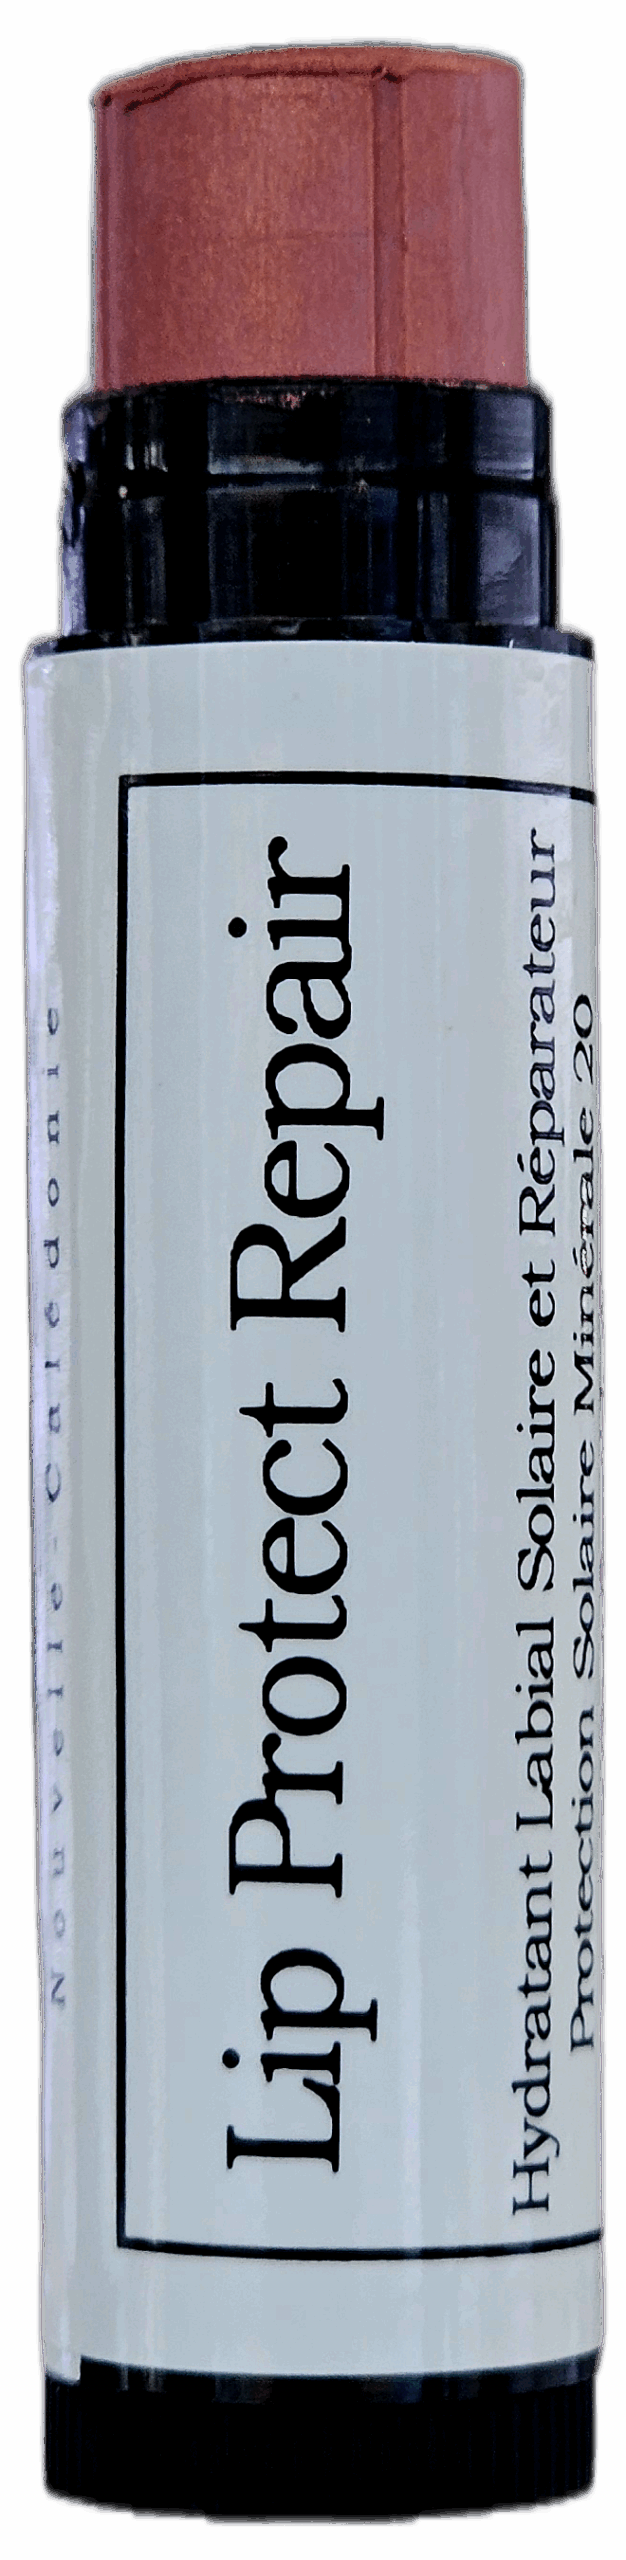 Nouvelle-Calédonie
Lip Protect Repair
Hydratant Labial Solaire et Réparateur
Protection Solaire Minérale 20